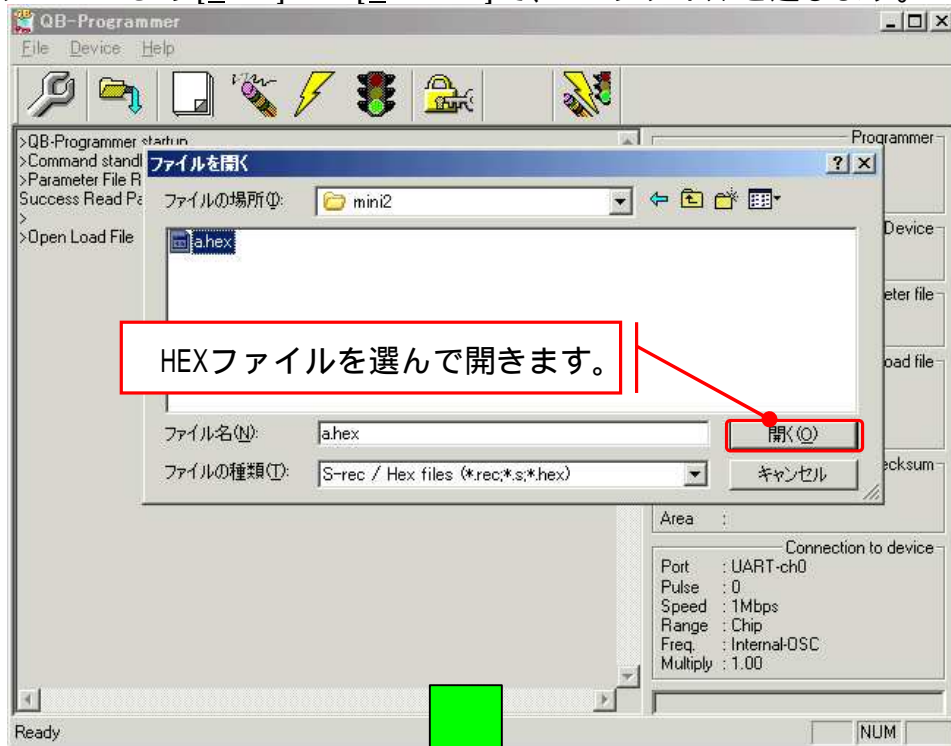 QB-Programmer
File Device Help
>QB-Programmer startup
>Command standl
>Parameter File R
Success Read Pa
>
>Open Load File
Programmer
Device
eter file
oad file
ecksum
ファイルを開く
ファイルの場所(I):
mini2
a.hex
HEXファイルを選んで開きます。
ファイル名(N):
a.hex
開く(O)
ファイルの種類(T):
S-rec / Hex files (*.rec;*.s;*.hex)
キャンセル
Area :
Connection to device
Port : UART-ch0
Pulse : 0
Speed : 1Mbps
Range : Chip
Freq. : Internal-OSC
Multiply : 1.00
Ready
NUM